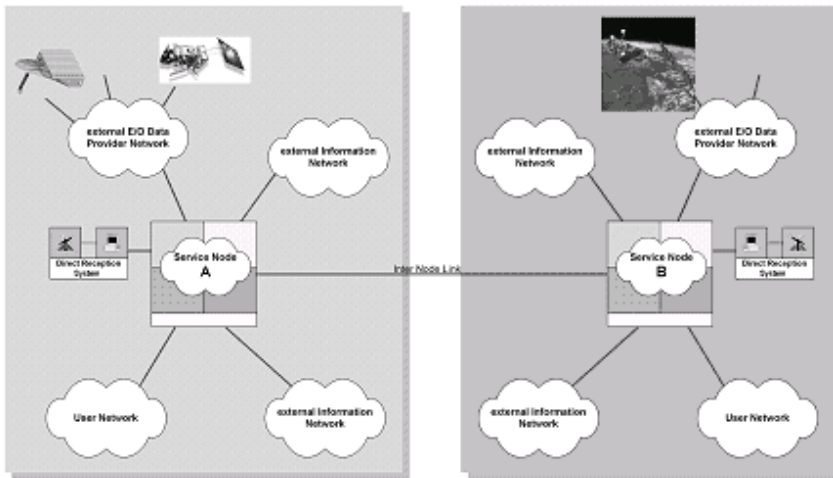 external E/O Data
Provider Network
external Information
Network
Direct Reception
System
Service Node
A
User Network
external Information
Network
Inter Node Link
external E/O Data
Provider Network
external Information
Network
Service Node
B
Direct Reception
System
external Information
Network
User Network